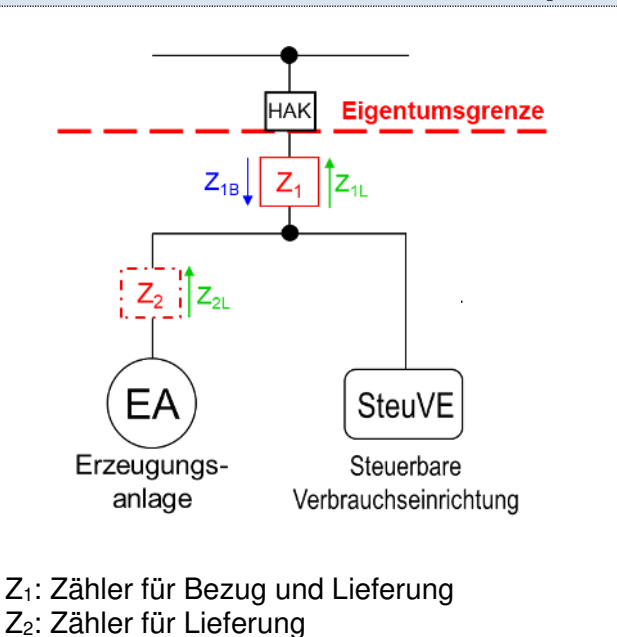 HAK
Eigentumsgrenze
Z1B
Z1
Z1L
Z2
Z2L
EA
SteuVE
Erzeugungs-
anlage
Steuerbare
Verbrauchseinrichtung
Z1: Zähler für Bezug und Lieferung
Z2: Zähler für Lieferung